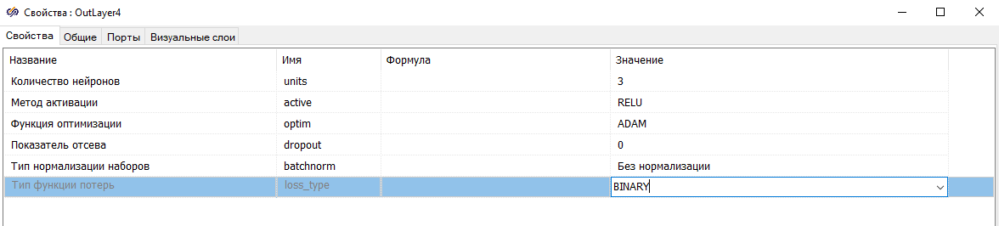 Свойства : OutLayer4
Свойства Общие Порты Визуальные слои
Название Имя Формула Значение
Количество нейронов units 3
Метод активации active RELU
Функция оптимизации optim ADAM
Показатель отсева dropout 0
Тип нормализации наборов batchnorm Без нормализации
Тип функции потерь loss_type BINARY